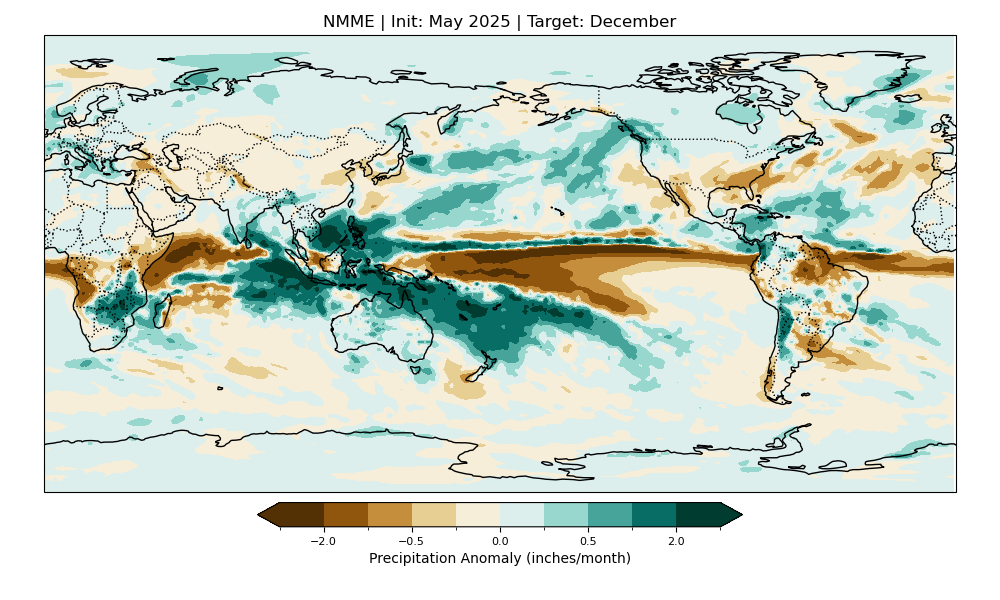 NMME | Init: May 2025 | Target: December
−2.0 −0.5 0.0 0.5 2.0
Precipitation Anomaly (inches/month)